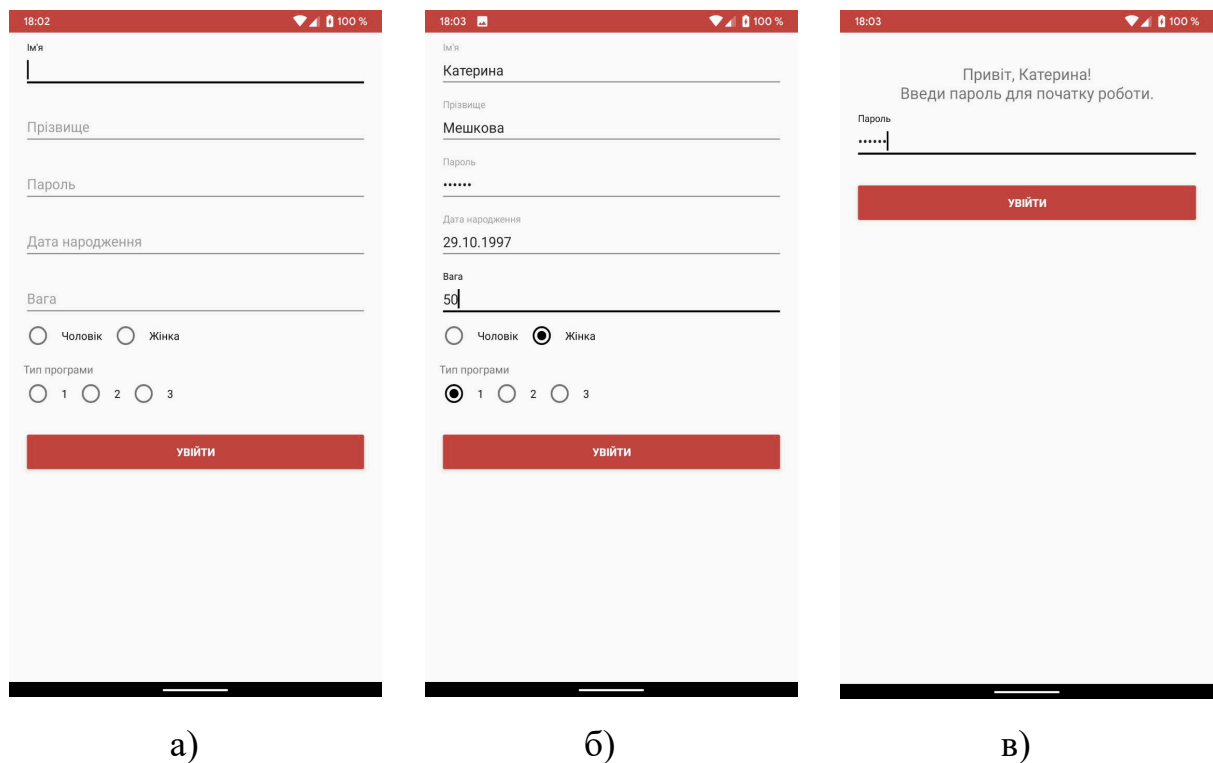 18:02 100 %
Ім'я
Прізвище
Пароль
Дата народження
Вага
Чоловік Жінка
Тип програми
1 2 3
УВІЙТИ
а)
18:03 100 %
Ім'я
Катерина
Прізвище
Мешкова
Пароль
••••••
Дата народження
29.10.1997
Вага
50
Чоловік Жінка
Тип програми
1 2 3
УВІЙТИ
б)
18:03 100 %
Привіт, Катерина!
Введи пароль для початку роботи.
Пароль
••••••
УВІЙТИ
в)